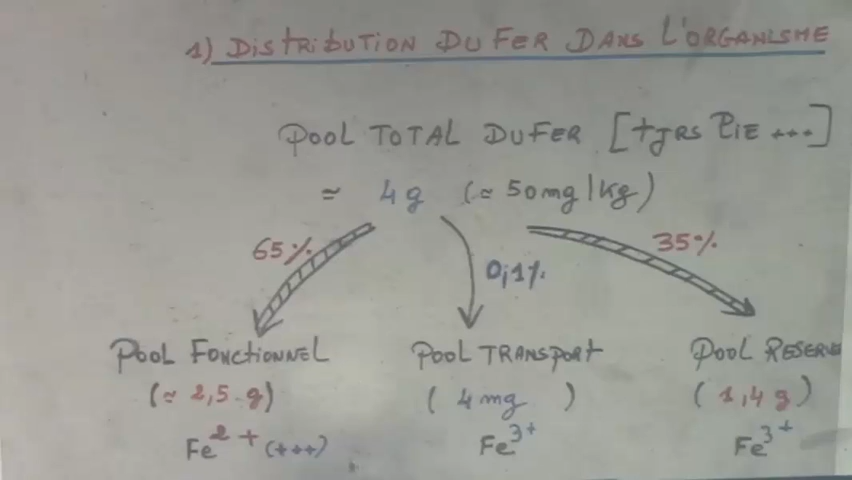 1) DISTRIBUTION DU FER DANS L'ORGANISME
POOL TOTAL DU FER [tjrs liE +++]
≃ 4g (≃ 50mg/Kg)
65% 0,1% 35%
POOL FONCTIONNEL POOL TRANSPORT POOL RESERVE
(≃ 2,5 g) (4mg) (1,4 g)
Fe2+ (+++) Fe3+ Fe3+